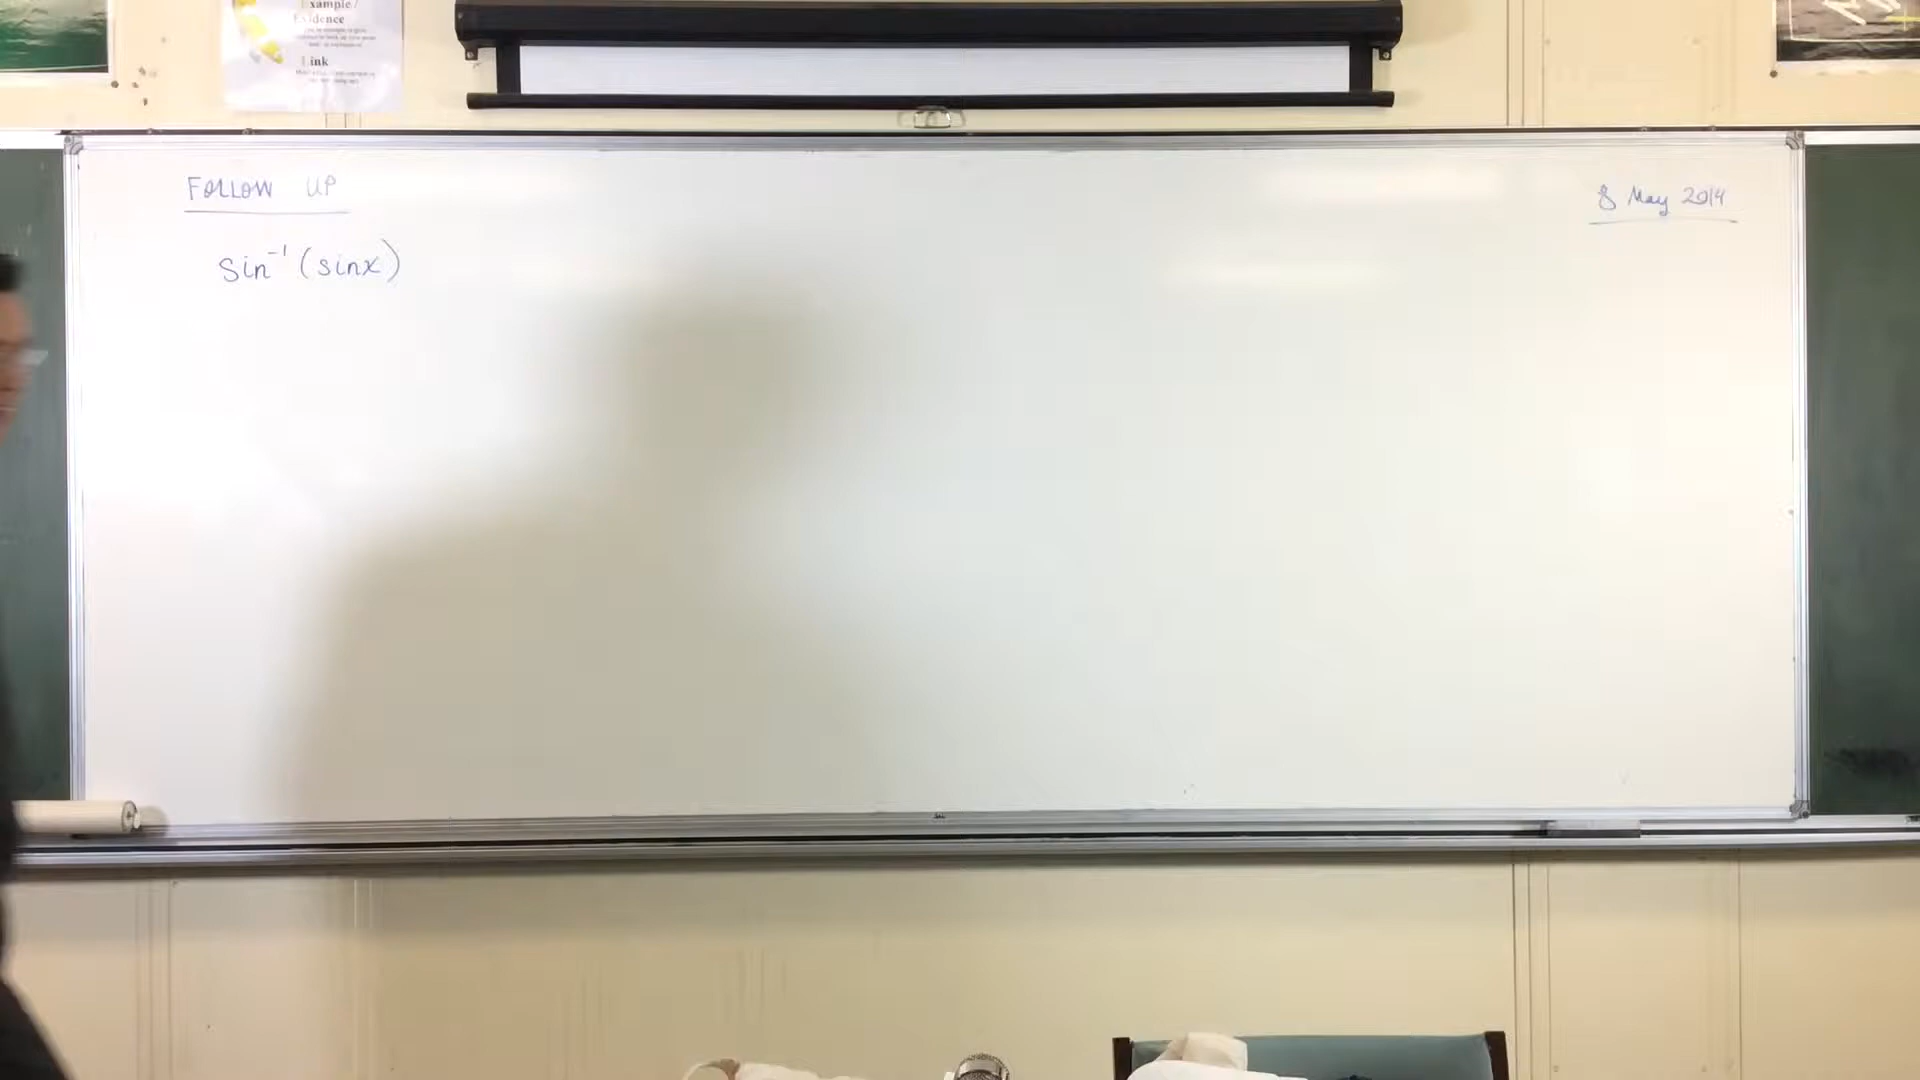 Example /
Evidence
Link
FOLLOW UP
8 May 2014
sin⁻¹ (sinx)